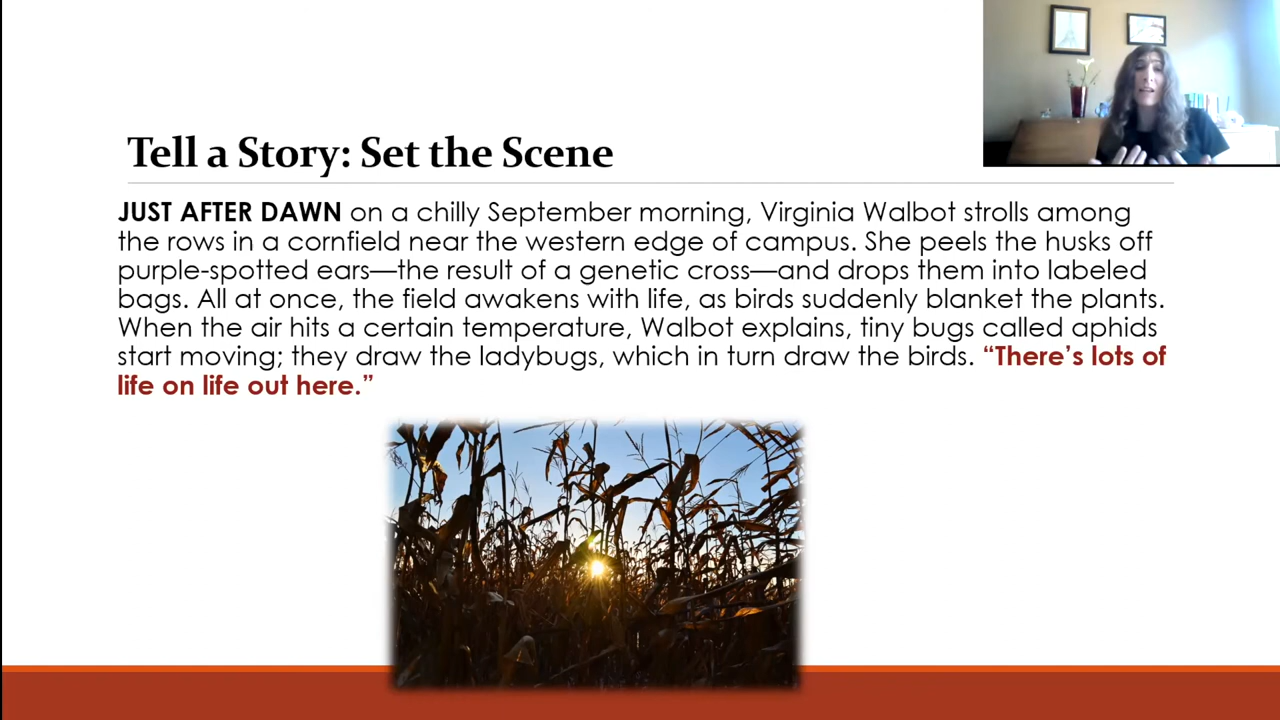 Tell a Story: Set the Scene
JUST AFTER DAWN on a chilly September morning, Virginia Walbot strolls among
the rows in a cornfield near the western edge of campus. She peels the husks off
purple-spotted ears—the result of a genetic cross—and drops them into labeled
bags. All at once, the field awakens with life, as birds suddenly blanket the plants.
When the air hits a certain temperature, Walbot explains, tiny bugs called aphids
start moving; they draw the ladybugs, which in turn draw the birds. “There’s lots of
life on life out here.”